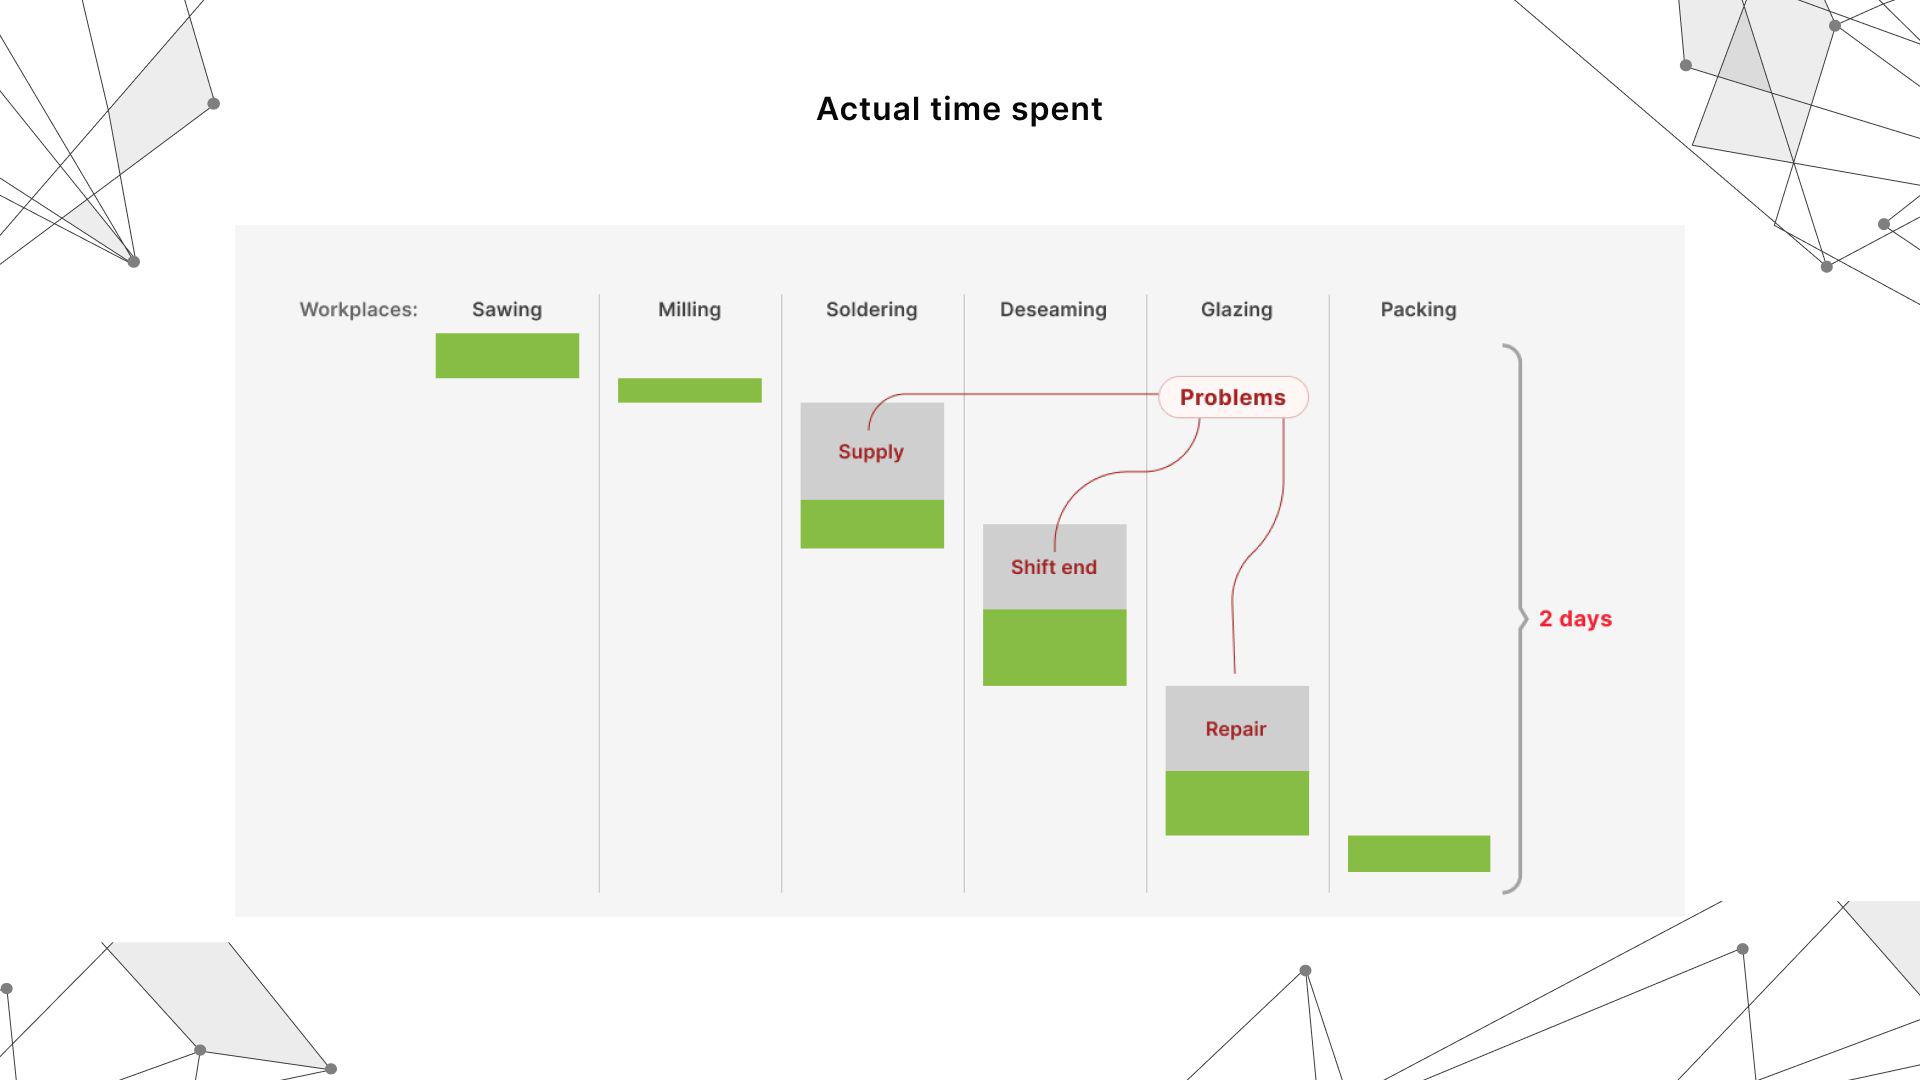 Actual time spent
Workplaces: Sawing Milling Soldering Deseaming Glazing Packing
Problems
Supply
Shift end
2 days
Repair